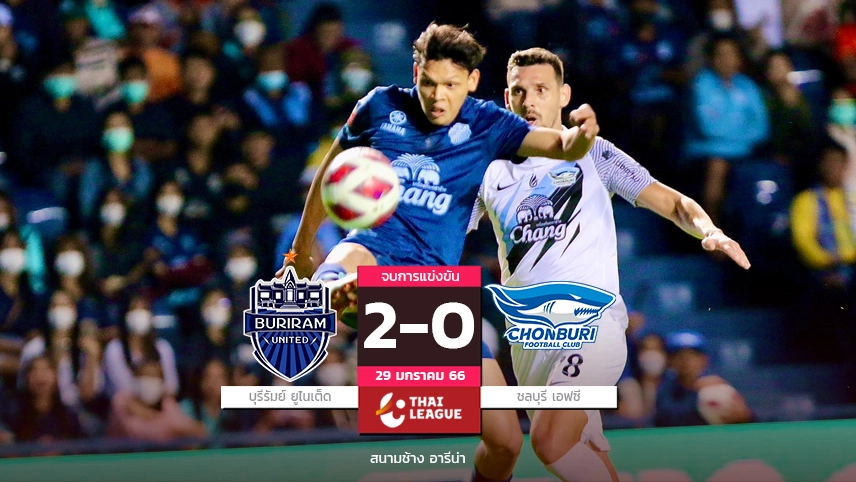 YAMAHA
Chang
Chang
8
จบการแข่งขัน
2-0
BURIRAM
UNITED
CHONBURI
FOOTBALL CLUB
29 มกราคม 66
บุรีรัมย์ ยูไนเต็ด
ชลบุรี เอฟซี
THAI
LEAGUE
สนามช้าง อารีน่า